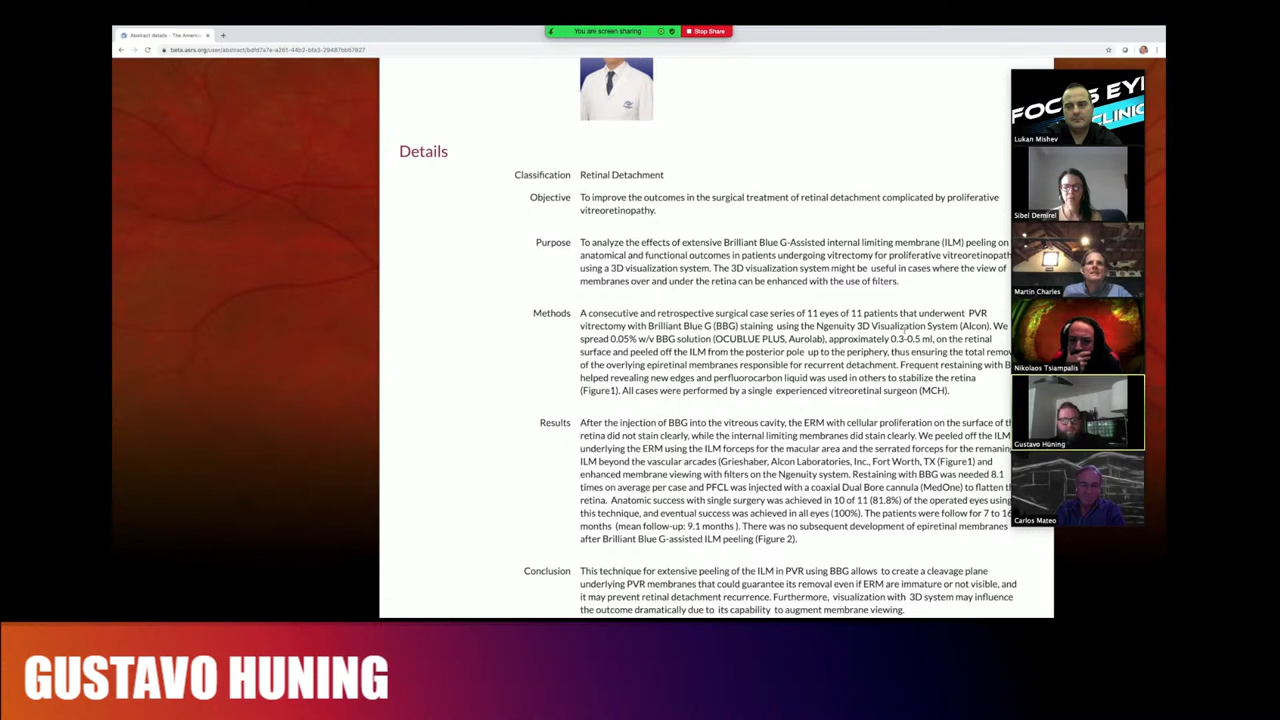 Abstract details - The America
You are screen sharing
Stop Share
beta.asrs.org/user/abstract/bdfd7a7e-a361-44b2-bfa3-29487bb67927
Details
Classification Retinal Detachment
Objective To improve the outcomes in the surgical treatment of retinal detachment complicated by proliferative
vitreoretinopathy.
Purpose To analyze the effects of extensive Brilliant Blue G-Assisted internal limiting membrane (ILM) peeling on
anatomical and functional outcomes in patients undergoing vitrectomy for proliferative vitreoretinopath
using a 3D visualization system. The 3D visualization system might be useful in cases where the view of
membranes over and under the retina can be enhanced with the use of filters.
Methods A consecutive and retrospective surgical case series of 11 eyes of 11 patients that underwent PVR
vitrectomy with Brilliant Blue G (BBG) staining using the Ngenuity 3D Visualization System (Alcon). We
spread 0.05% w/v BBG solution (OCUBLUE PLUS, Aurolab), approximately 0.3-0.5 ml, on the retinal
surface and peeled off the ILM from the posterior pole up to the periphery, thus ensuring the total remov
of the overlying epiretinal membranes responsible for recurrent detachment. Frequent restaining with B
helped revealing new edges and perfluorocarbon liquid was used in others to stabilize the retina
(Figure1). All cases were performed by a single experienced vitreoretinal surgeon (MCH).
Results After the injection of BBG into the vitreous cavity, the ERM with cellular proliferation on the surface of th
retina did not stain clearly, while the internal limiting membranes did stain clearly. We peeled off the ILM
underlying the ERM using the ILM forceps for the macular area and the serrated forceps for the remainin
ILM beyond the vascular arcades (Grieshaber, Alcon Laboratories, Inc., Fort Worth, TX (Figure1) and
enhanced membrane viewing with filters on the Ngenuity system. Restaining with BBG was needed 8.1
times on average per case and PFCL was injected with a coaxial Dual Bore cannula (MedOne) to flatten t
retina. Anatomic success with single surgery was achieved in 10 of 11 (81.8%) of the operated eyes using
this technique, and eventual success was achieved in all eyes (100%). The patients were follow for 7 to 16
months (mean follow-up: 9.1 months ). There was no subsequent development of epiretinal membranes
after Brilliant Blue G-assisted ILM peeling (Figure 2).
Conclusion This technique for extensive peeling of the ILM in PVR using BBG allows to create a cleavage plane
underlying PVR membranes that could guarantee its removal even if ERM are immature or not visible, and
it may prevent retinal detachment recurrence. Furthermore, visualization with 3D system may influence
the outcome dramatically due to its capability to augment membrane viewing.
FOCUS EYE
CLINIC
Lukan Mishev
Sibel Demirel
Martin Charles
Nikolaos Tsiampalis
Gustavo Hüning
Carlos Mateo
GUSTAVO HUNING